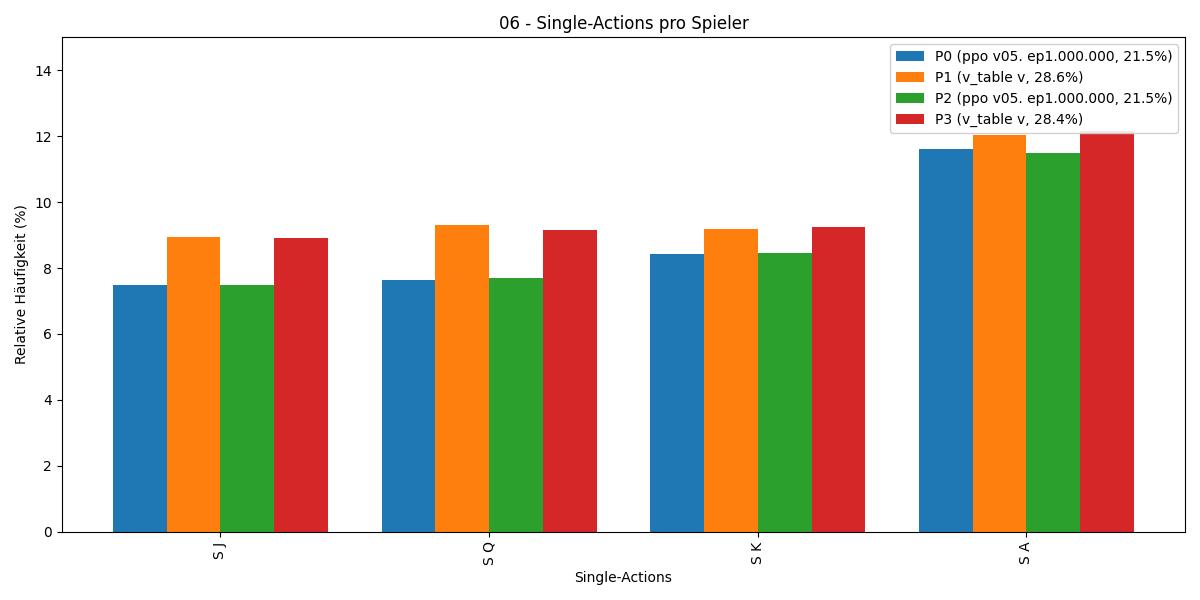 06 - Single-Actions pro Spieler
P0 (ppo v05. ep1.000.000, 21.5%)
P1 (v_table v, 28.6%)
P2 (ppo v05. ep1.000.000, 21.5%)
P3 (v_table v, 28.4%)
Relative Häufigkeit (%)
14
12
10
8
6
4
2
0
S J
S Q
S K
S A
Single-Actions